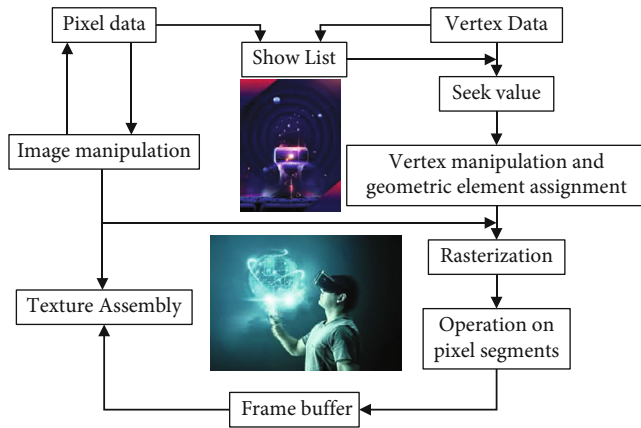 Pixel data
Vertex Data
Show List
Seek value
Image manipulation
Vertex manipulation and
geometric element assignment
Rasterization
Texture Assembly
Operation on
pixel segments
Frame buffer